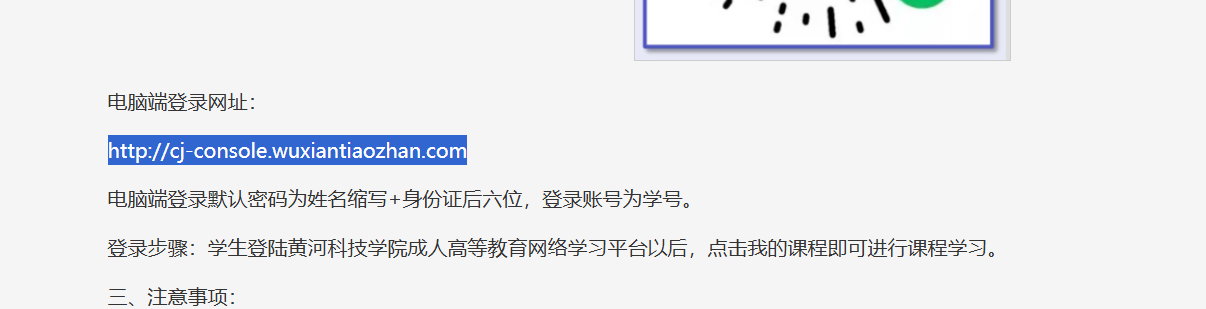 电脑端登录网址：
http://cj-console.wuxiantiaozhan.com
电脑端登录默认密码为姓名缩写+身份证后六位，登录账号为学号。
登录步骤：学生登陆黄河科技学院成人高等教育网络学习平台以后，点击我的课程即可进行课程学习。
三、注意事项：